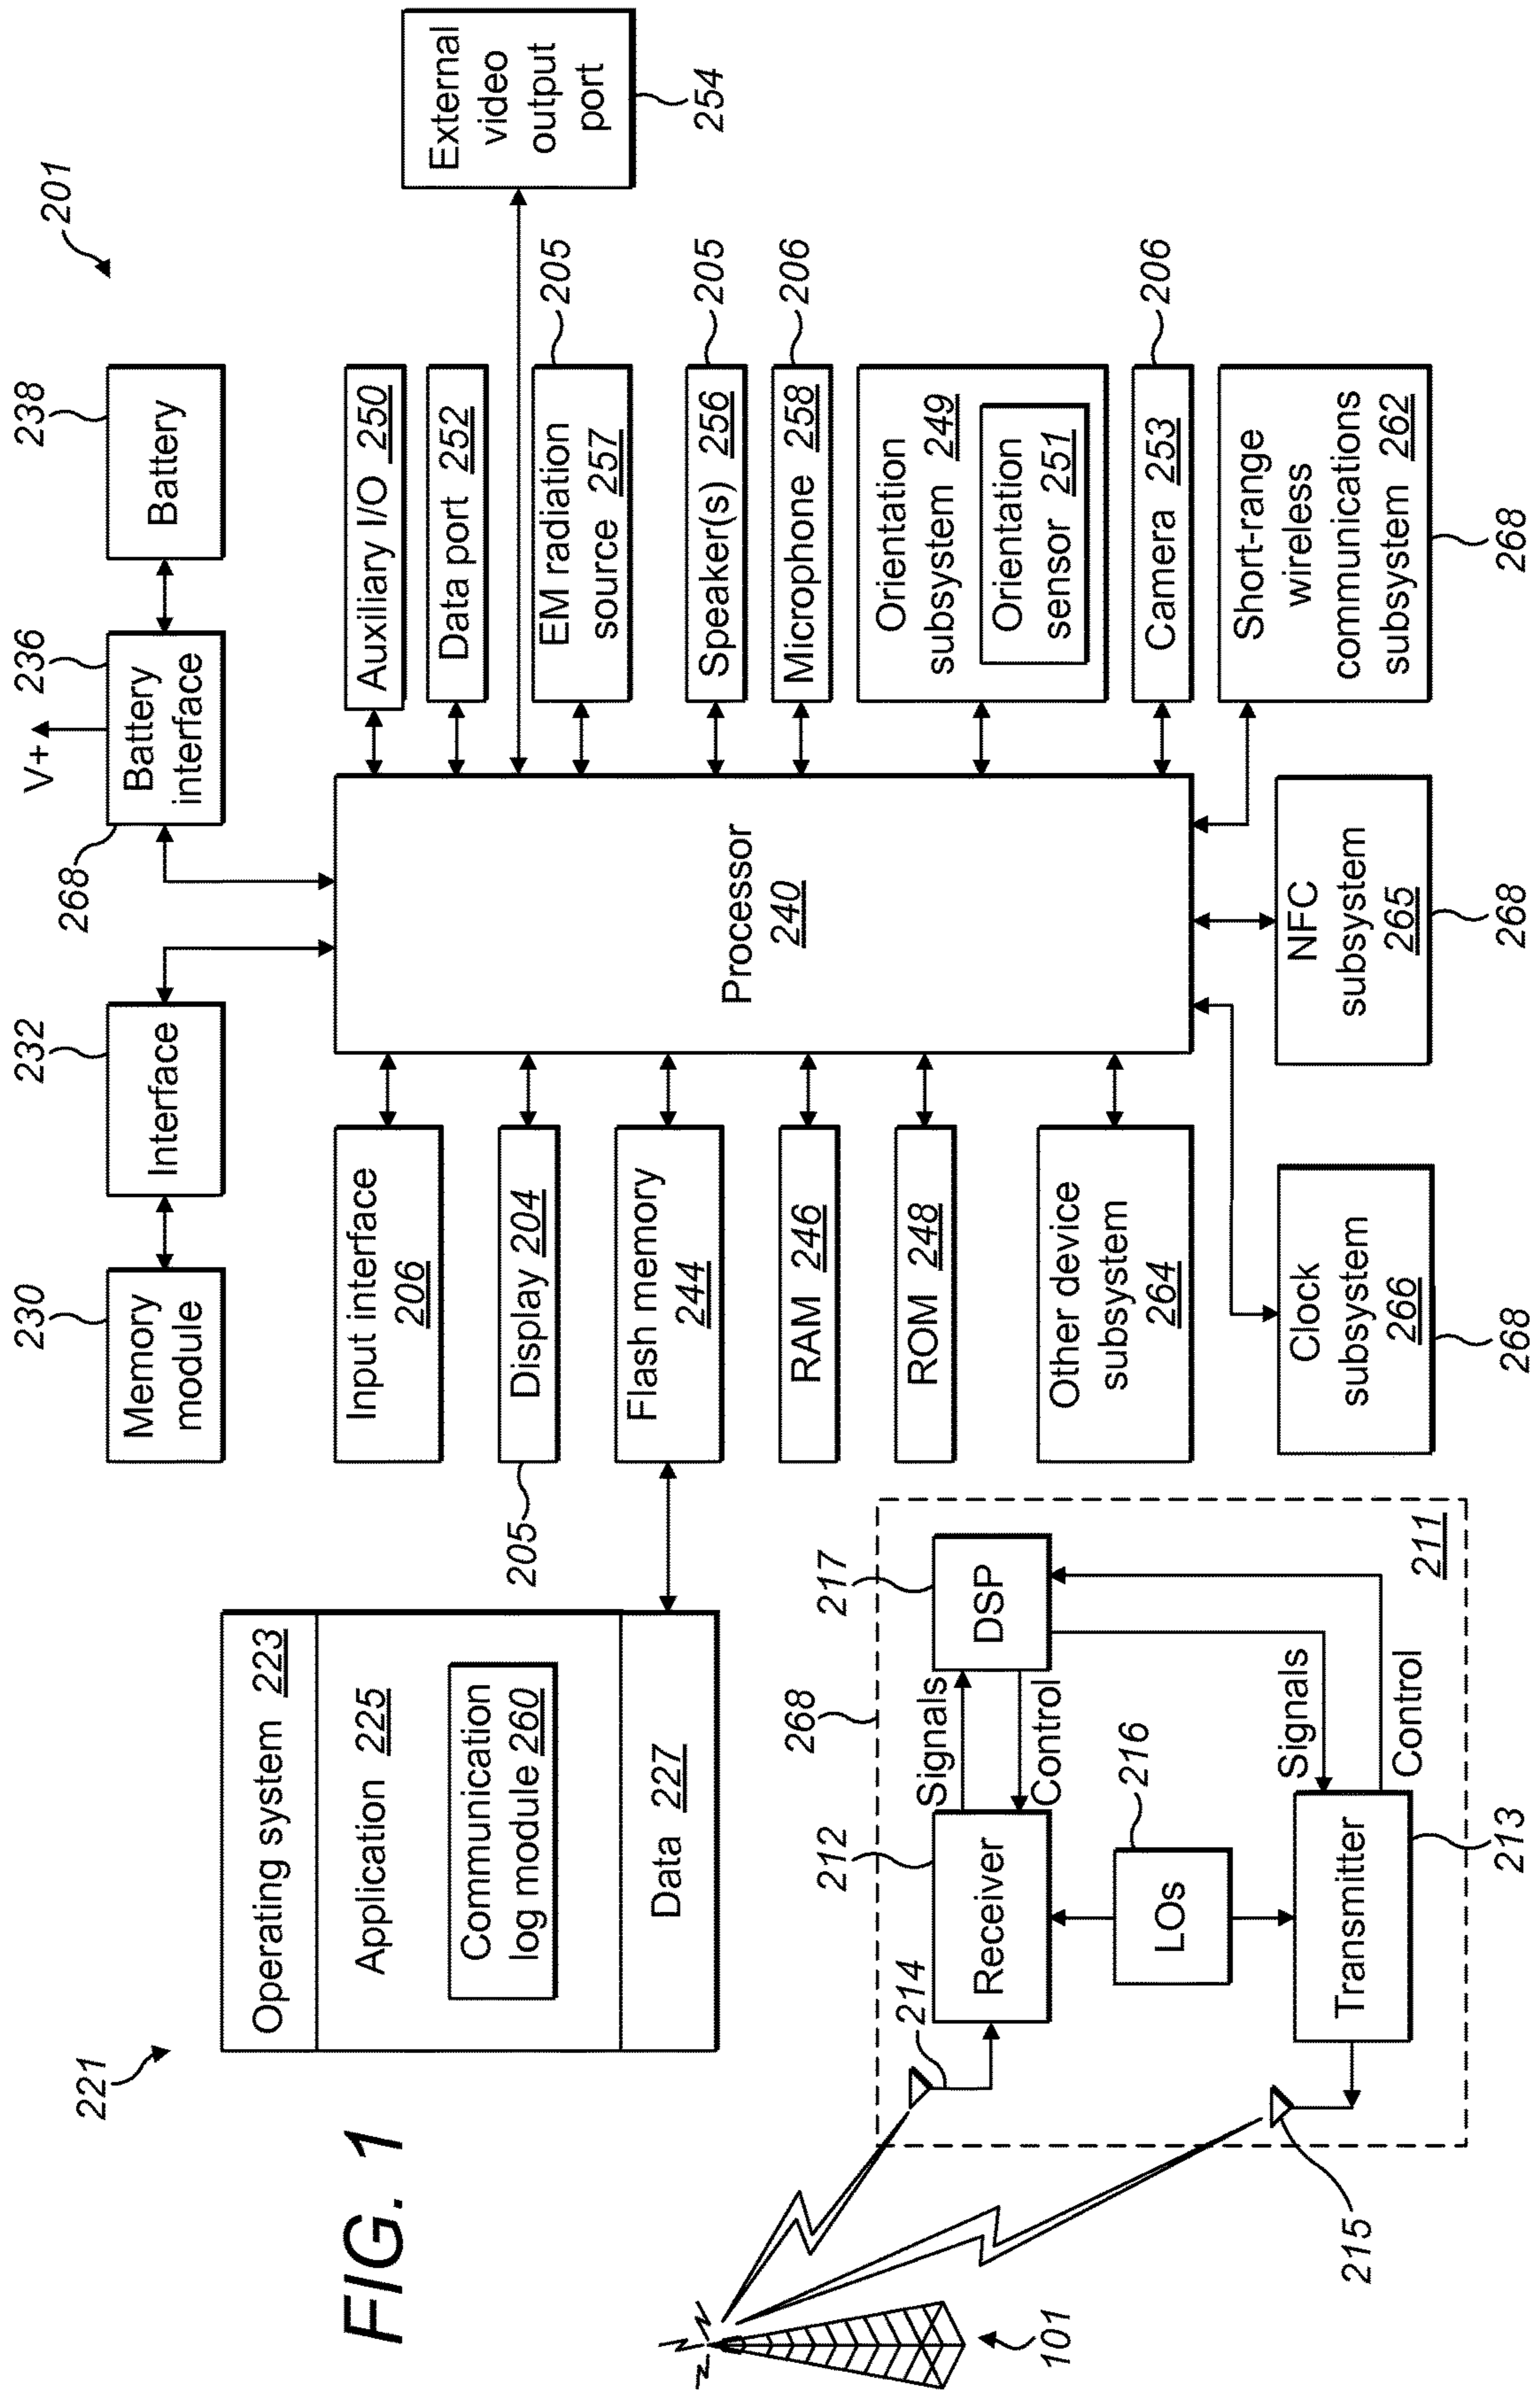 201
V+
230
232
268
236
238
Memory
module
Interface
Battery
interface
Battery
221
Operating system 223
Application 225
Communication
log module 260
Data 227
Input interface
206
Display 204
205
Flash memory
244
RAM 246
ROM 248
Other device
subsystem
264
Processor
240
Auxiliary I/O 250
Data port 252
External
video
output
port
254
EM radiation
source 257
205
Speaker(s) 256
205
Microphone 258
206
Orientation
subsystem 249
Orientation
sensor 251
Camera 253
206
Short-range
wireless
communications
subsystem 262
268
NFC
subsystem
265
268
Clock
subsystem
266
268
268
211
217
DSP
Signals
Control
212
Receiver
214
216
LOs
Signals
Control
Transmitter
213
215
101
FIG. 1